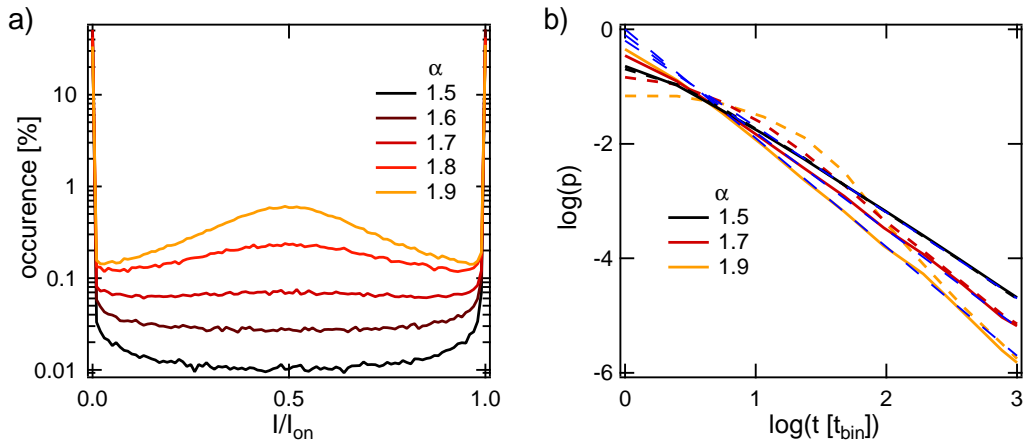 a)
occurence [%]
10
1
0.1
0.01
α
1.5
1.6
1.7
1.8
1.9
0.0
0.5
1.0
I/Ion
b)
log(p)
0
-2
-4
-6
α
1.5
1.7
1.9
0
1
2
3
log(t [tbin])